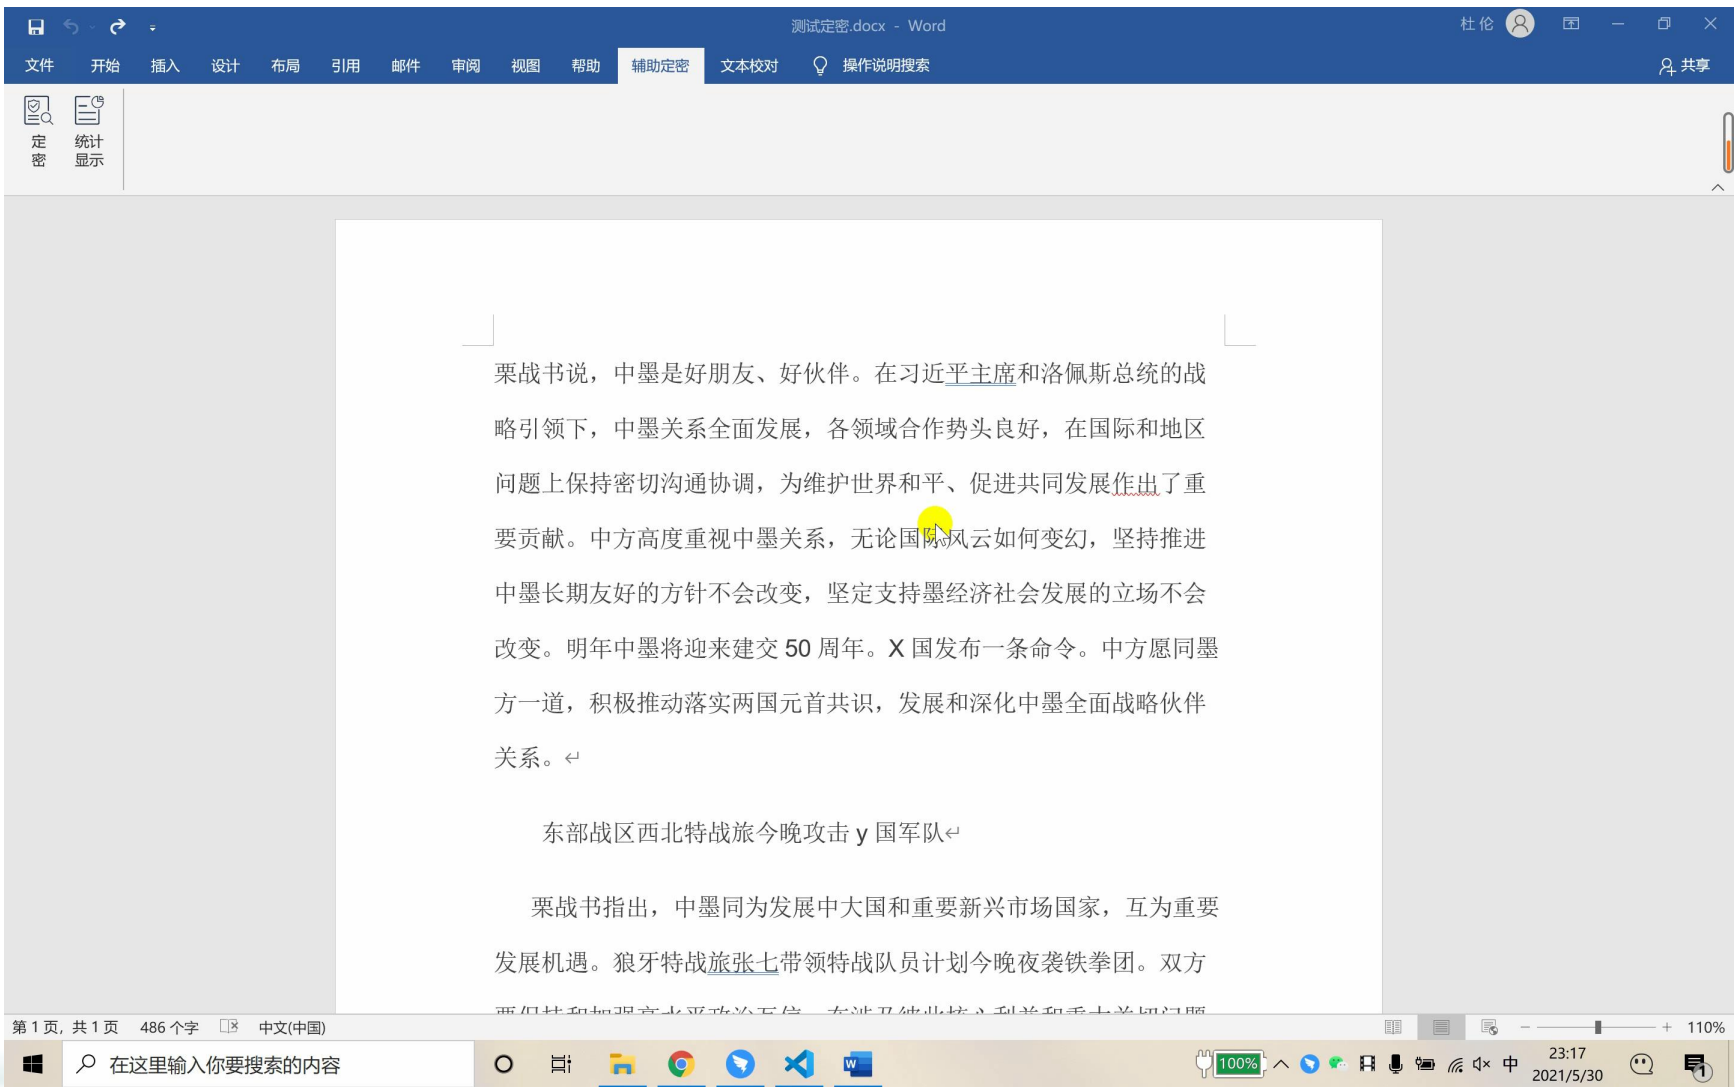 测试定密.docx - Word
杜伦
文件 开始 插入 设计 布局 引用 邮件 审阅 视图 帮助 辅助定密 文本校对 操作说明搜索 共享
定密 统计显示
栗战书说，中墨是好朋友、好伙伴。在习近平主席和洛佩斯总统的战
略引领下，中墨关系全面发展，各领域合作势头良好，在国际和地区
问题上保持密切沟通协调，为维护世界和平、促进共同发展作出了重
要贡献。中方高度重视中墨关系，无论国际风云如何变幻，坚持推进
中墨长期友好的方针不会改变，坚定支持墨经济社会发展的立场不会
改变。明年中墨将迎来建交 50 周年。X 国发布一条命令。中方愿同墨
方一道，积极推动落实两国元首共识，发展和深化中墨全面战略伙伴
关系。
东部战区西北特战旅今晚攻击 y 国军队
栗战书指出，中墨同为发展中大国和重要新兴市场国家，互为重要
发展机遇。狼牙特战旅张七带领特战队员计划今晚夜袭铁拳团。双方
第 1 页，共 1 页 486 个字 中文(中国) 110%
在这里输入你要搜索的内容 100% 中 23:17
2021/5/30 1